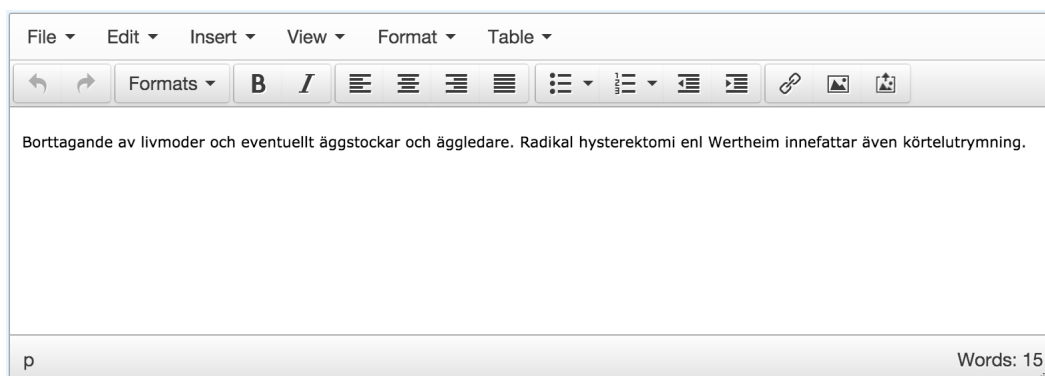 File Edit Insert View Format Table
Formats B I
Borttagande av livmoder och eventuellt äggstockar och äggledare. Radikal hysterektomi enl Wertheim innefattar även körtelutrymning.
p Words: 15